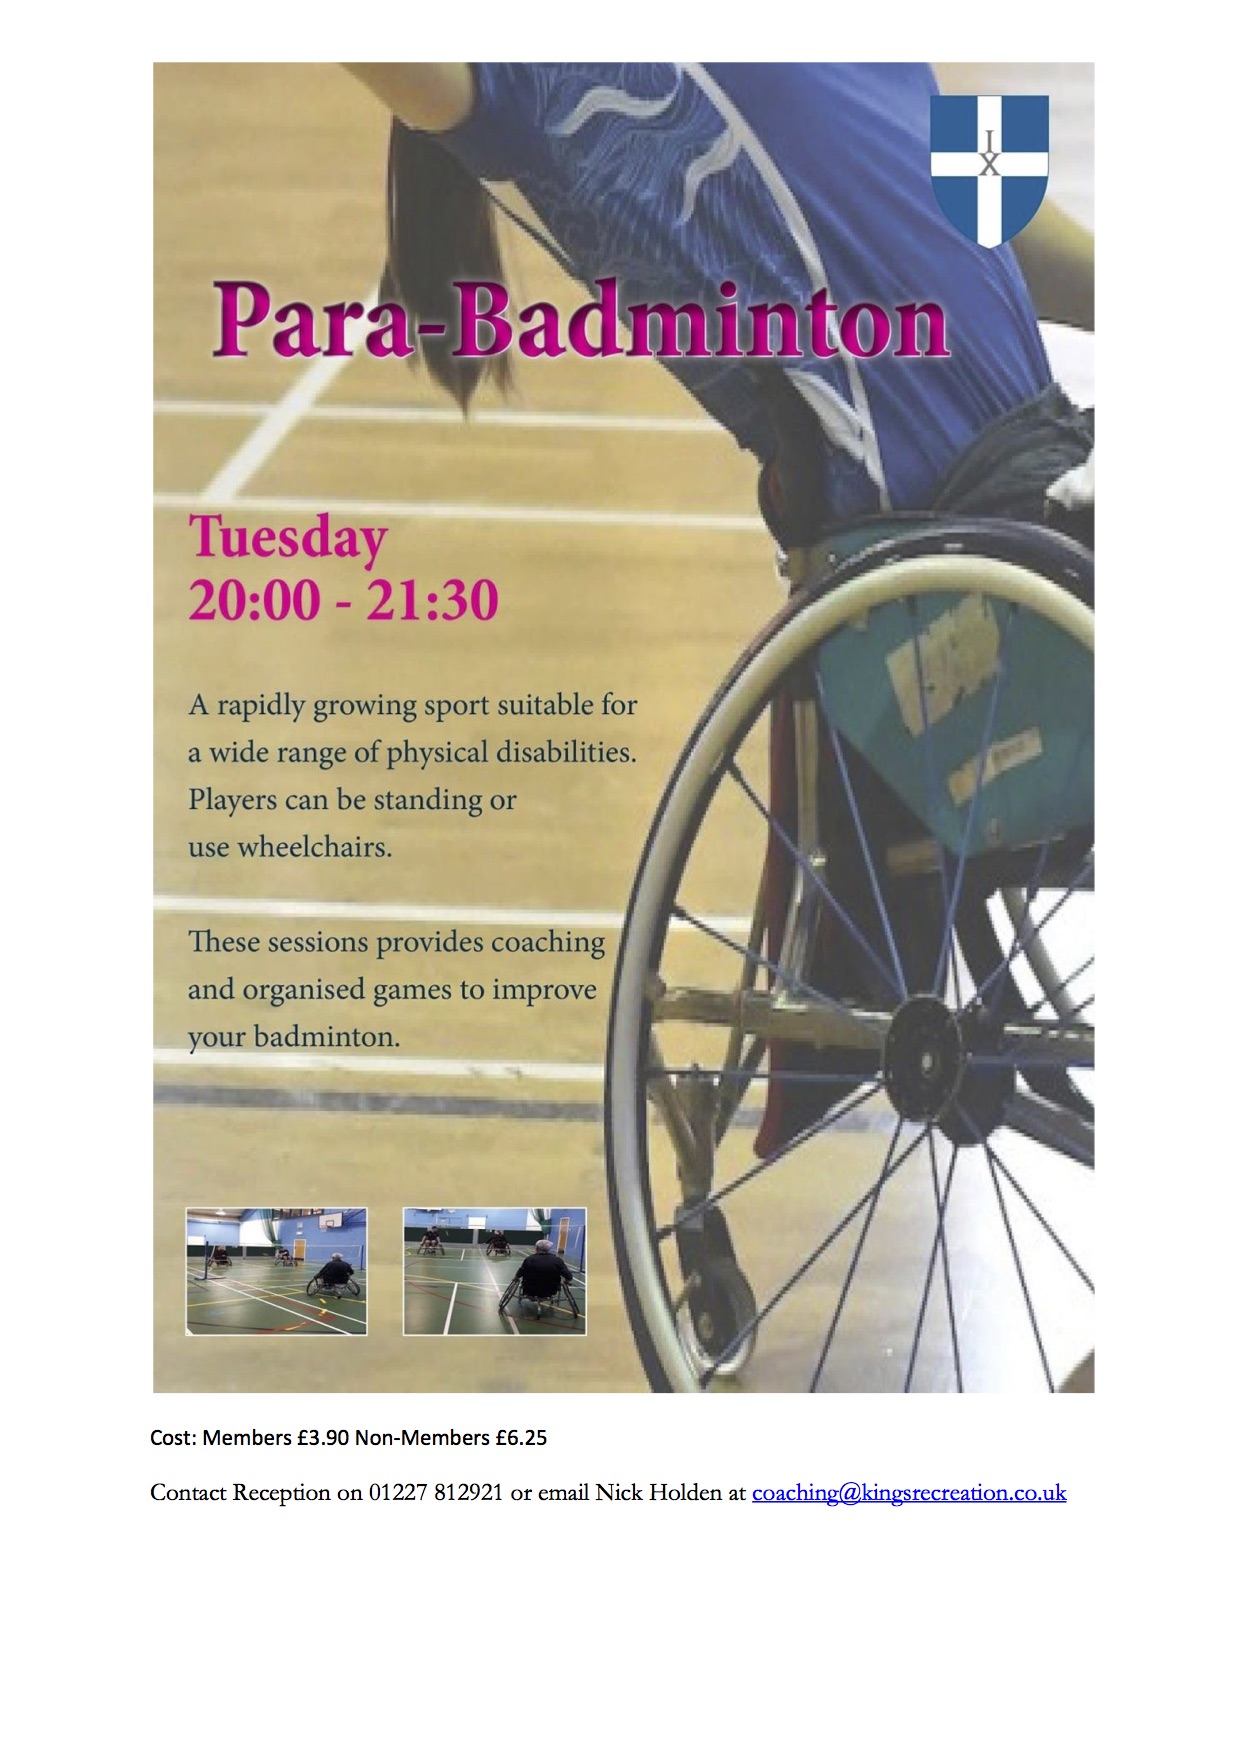 I
X
Para-Badminton
Tuesday
20:00 - 21:30
A rapidly growing sport suitable for
a wide range of physical disabilities.
Players can be standing or
use wheelchairs.
These sessions provides coaching
and organised games to improve
your badminton.
Cost: Members £3.90 Non-Members £6.25
Contact Reception on 01227 812921 or email Nick Holden at coaching@kingsrecreation.co.uk